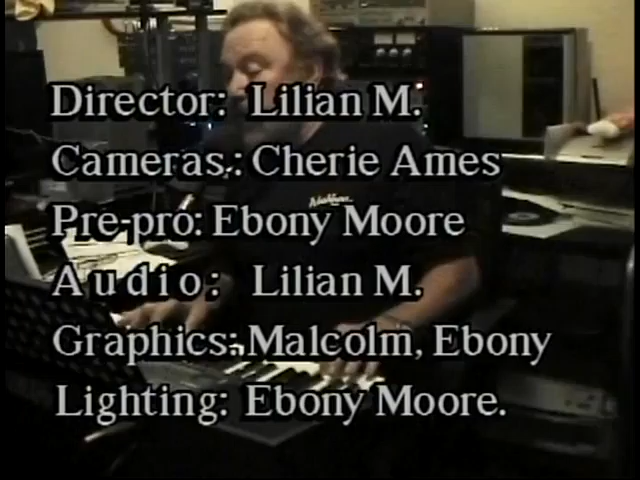 Director: Lilian M.
Cameras.: Cherie Ames
Pre-pro: Ebony Moore
Audio: Lilian M.
Graphics: Malcolm, Ebony
Lighting: Ebony Moore.